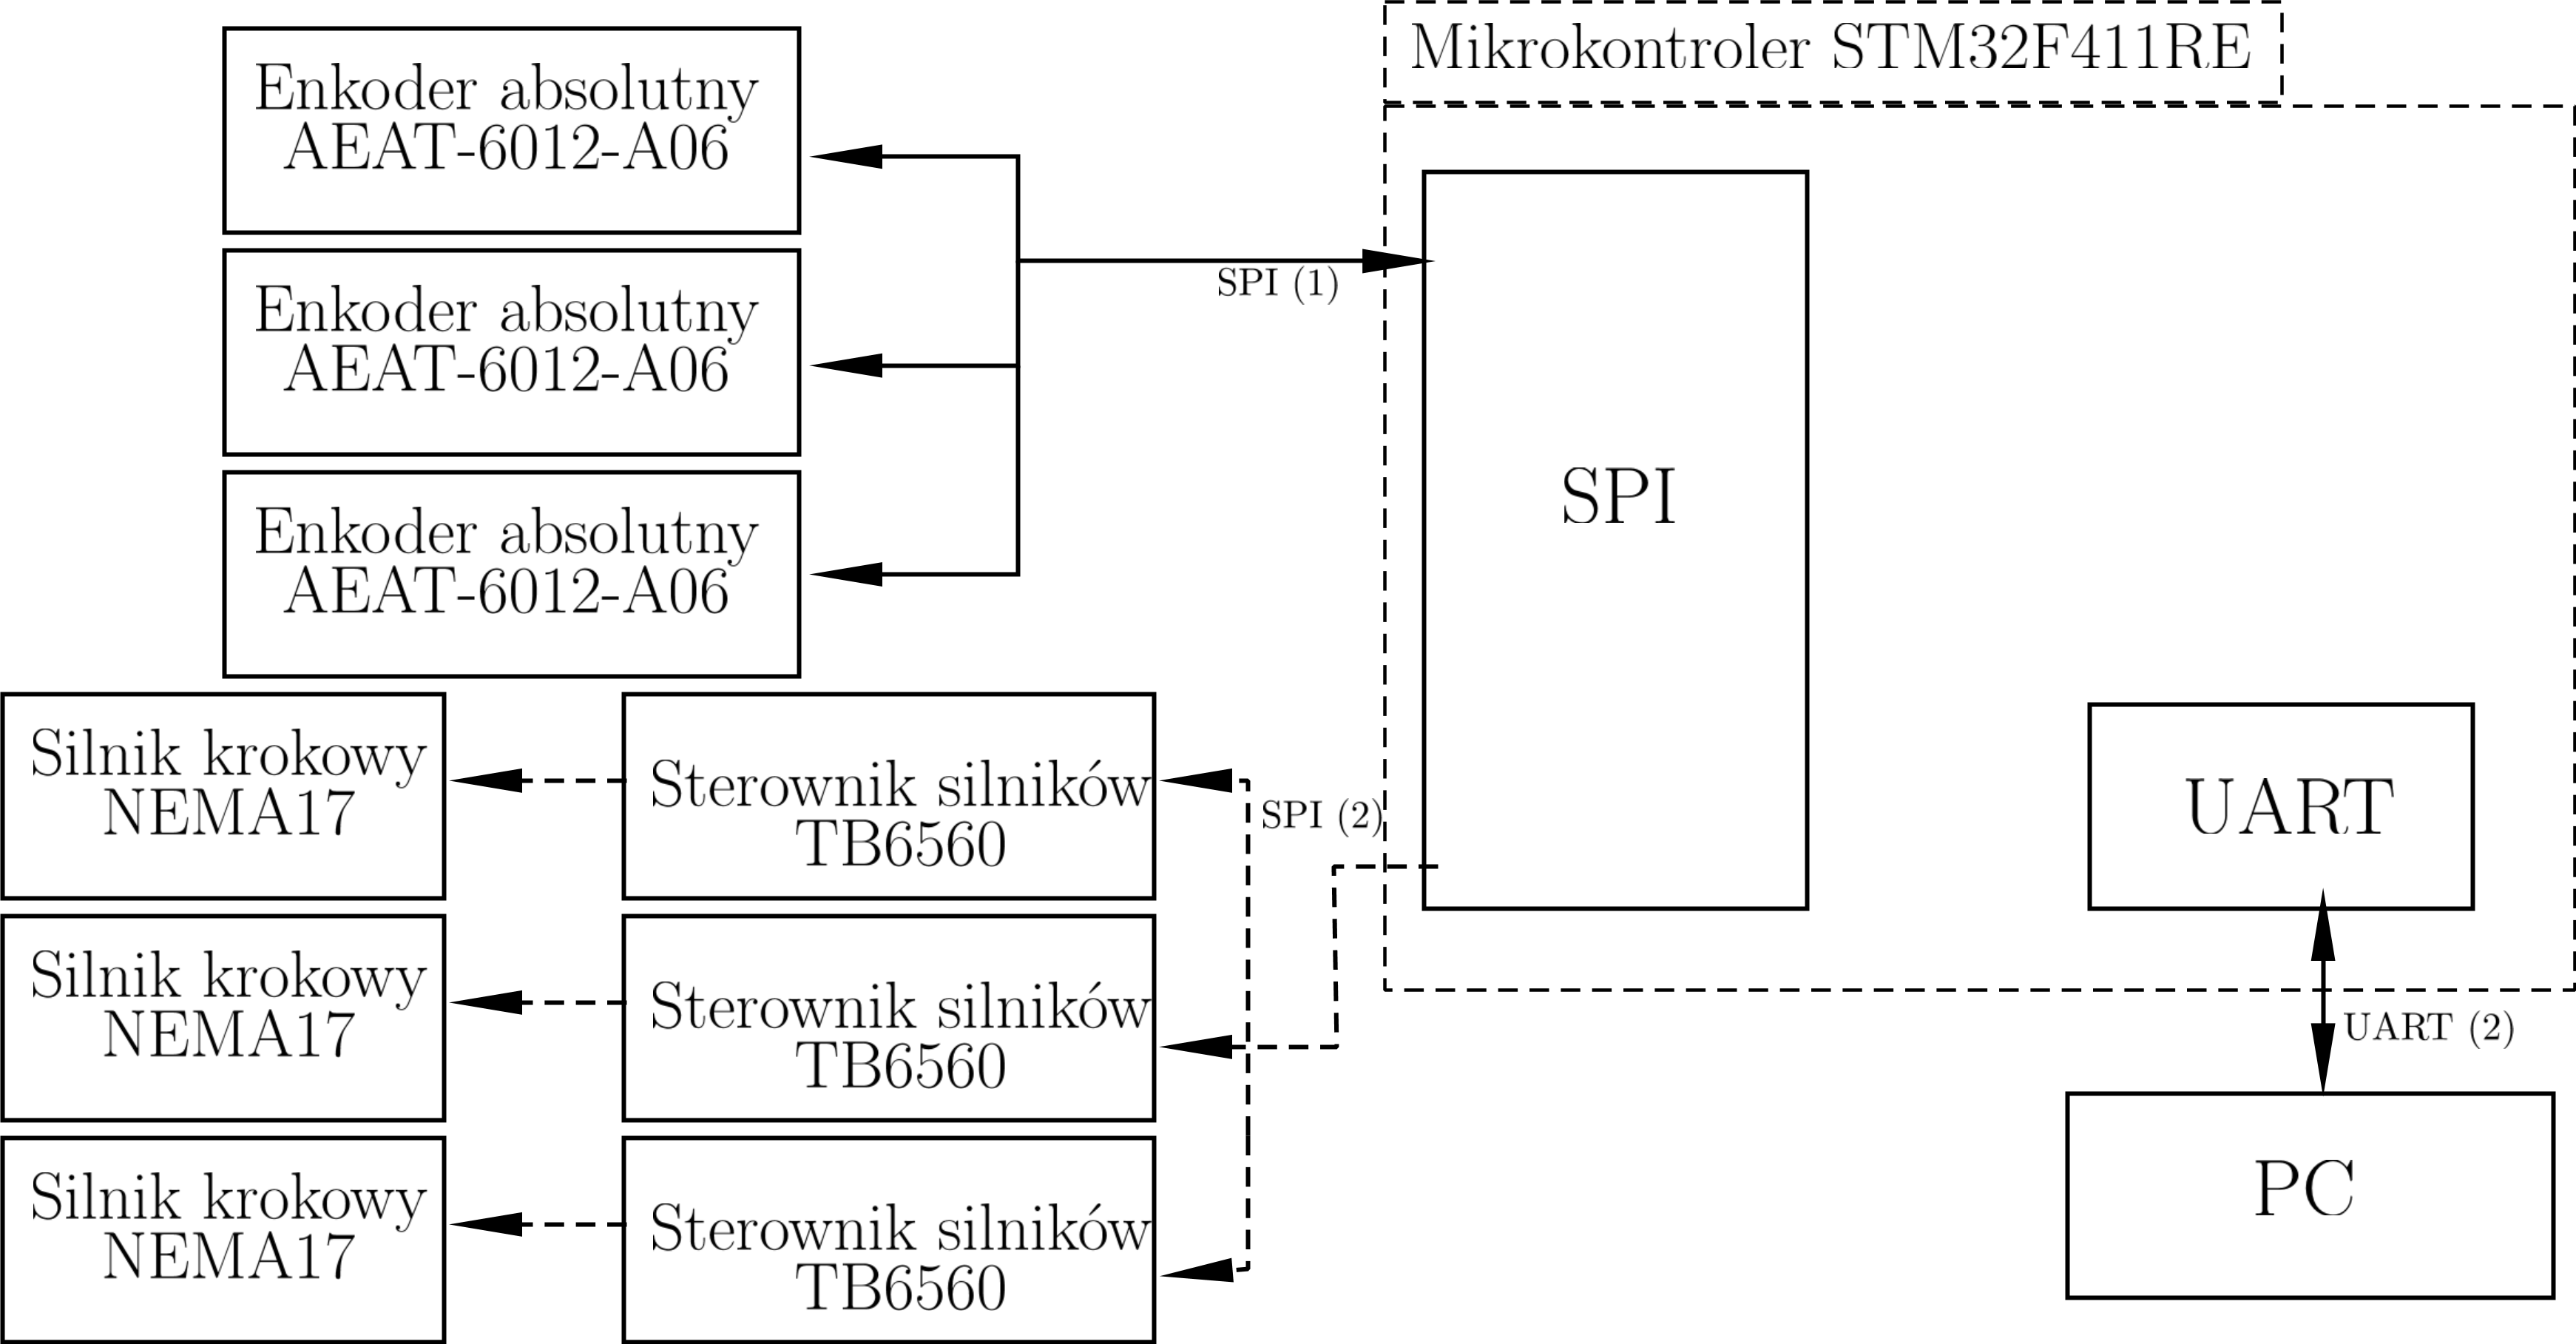 Mikrokontroler STM32F411RE
Enkoder absolutny
AEAT-6012-A06
Enkoder absolutny
AEAT-6012-A06
Enkoder absolutny
AEAT-6012-A06
SPI (1)
SPI
Silnik krokowy
NEMA17
Sterownik silników
TB6560
SPI (2)
Silnik krokowy
NEMA17
Sterownik silników
TB6560
Silnik krokowy
NEMA17
Sterownik silników
TB6560
UART
UART (2)
PC